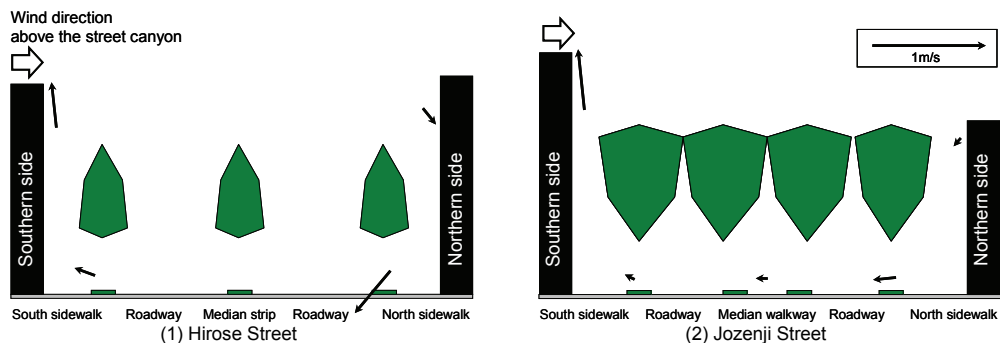 Wind direction
above the street canyon
Southern side
Northern side
South sidewalk Roadway Median strip Roadway North sidewalk
(1) Hirose Street
1m/s
Southern side
Northern side
South sidewalk Roadway Median walkway Roadway North sidewalk
(2) Jozenji Street